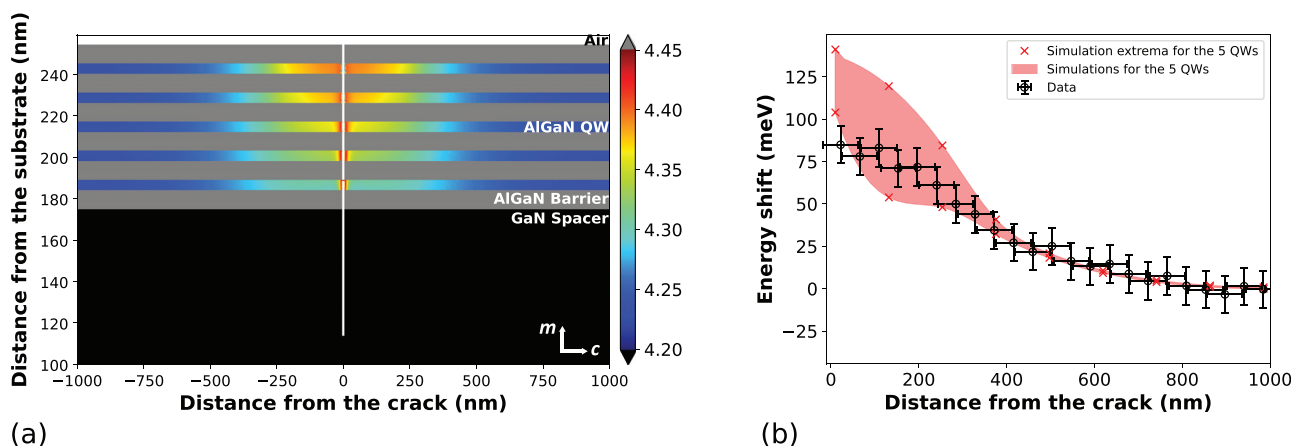 Distance from the substrate (nm)
240
220
200
180
160
140
120
100
Air
AlGaN QW
AlGaN Barrier
GaN Spacer
m
c
−1000 −750 −500 −250 0 250 500 750 1000
Distance from the crack (nm)
4.45
4.40
4.35
4.30
4.25
4.20
(a)
Energy shift (meV)
125
100
75
50
25
0
−25
Simulation extrema for the 5 QWs
Simulations for the 5 QWs
Data
0 200 400 600 800 1000
Distance from the crack (nm)
(b)